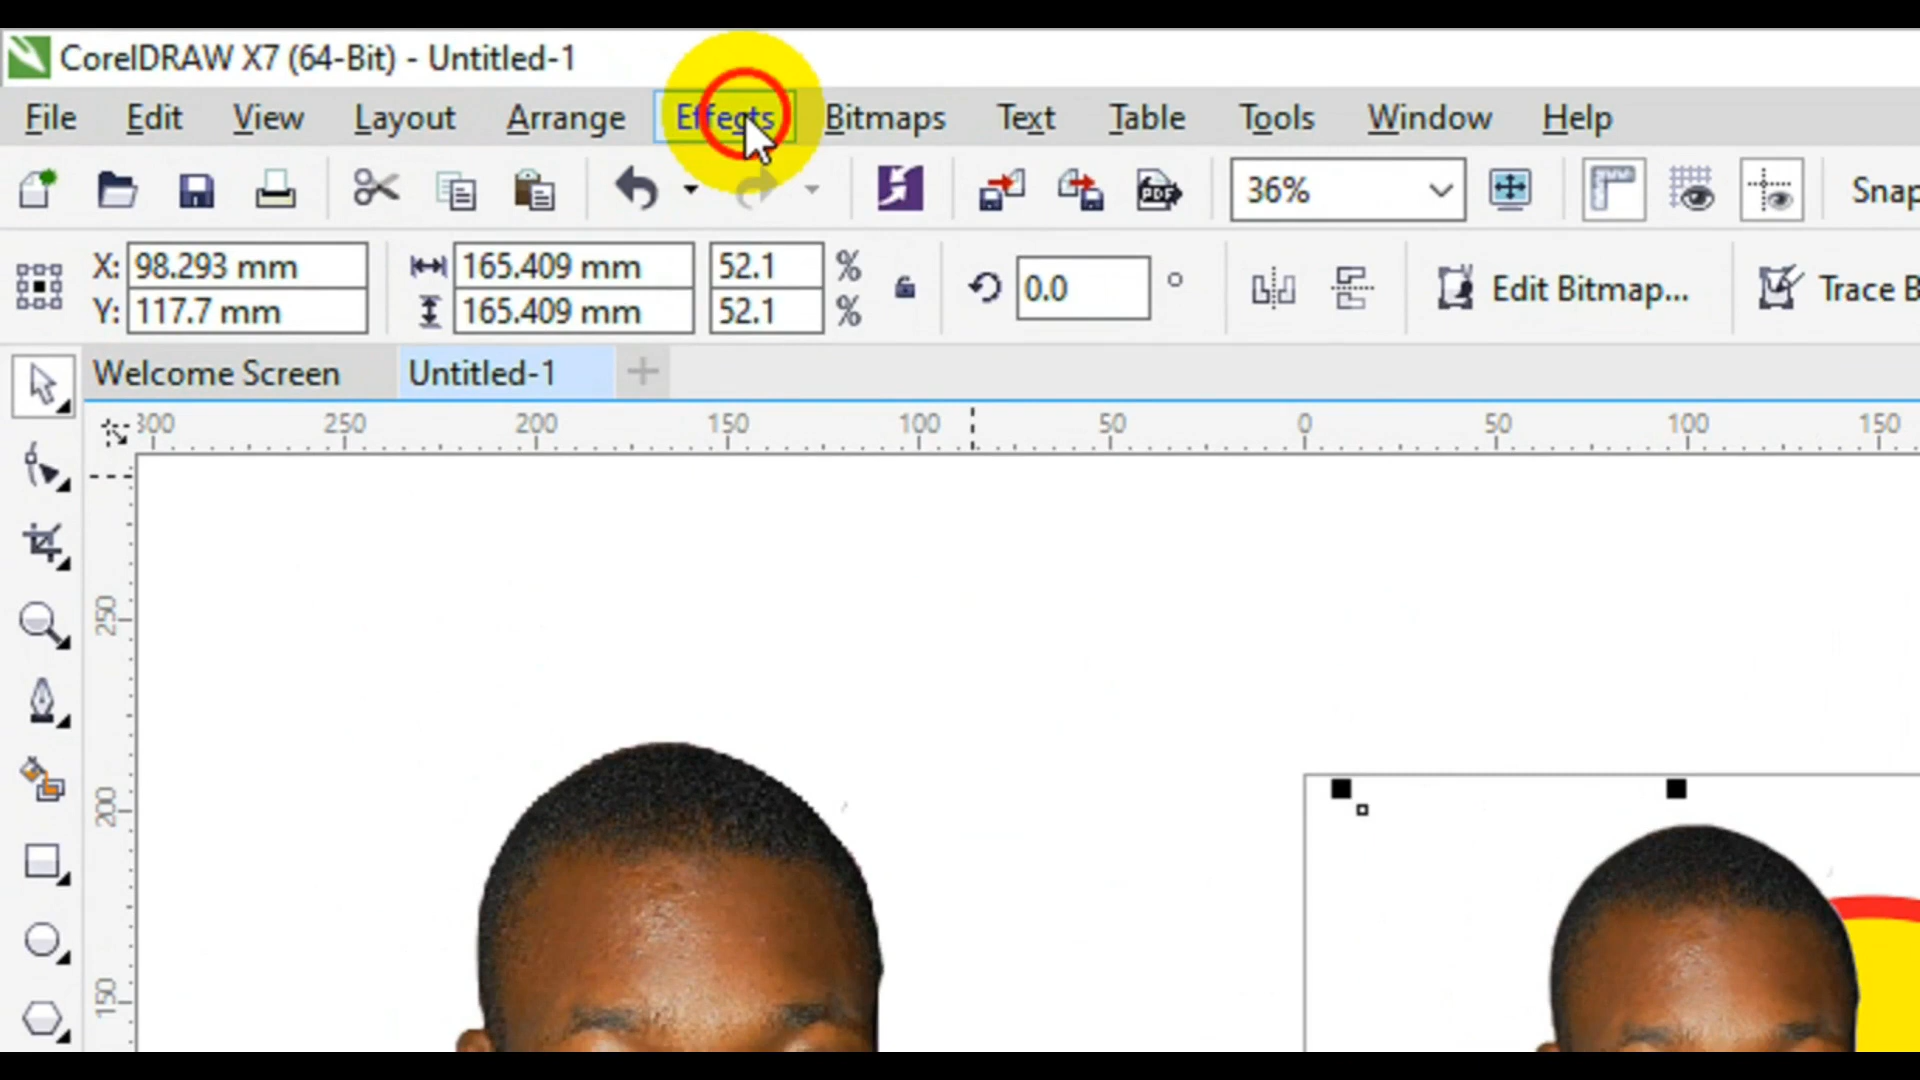 CorelDRAW X7 (64-Bit) - Untitled-1
File Edit View Layout Arrange Effects Bitmaps Text Table Tools Window Help
PDF 36%
X: 98.293 mm 165.409 mm 52.1 % 0.0 ° Edit Bitmap...
Y: 117.7 mm 165.409 mm 52.1 %
Welcome Screen Untitled-1
300 250 200 150 100 50 0 50 100 150
250
200
150